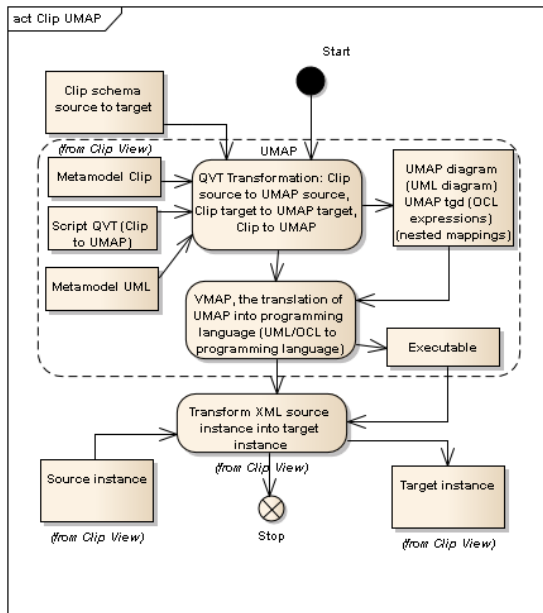 act Clip UMAP
Start
Clip schema
source to target
(from Clip View)
UMAP
Metamodel Clip
Script QVT (Clip
to UMAP)
Metamodel UML
QVT Transformation: Clip
source to UMAP source,
Clip target to UMAP target,
Clip to UMAP
UMAP diagram
(UML diagram)
UMAP tgd (OCL
expressions)
(nested mappings)
VMAP, the translation of
UMAP into programming
language (UML/OCL to
programming language)
Executable
Transform XML source
instance into target
instance
(from Clip View)
Source instance
(from Clip View)
Target instance
(from Clip View)
Stop